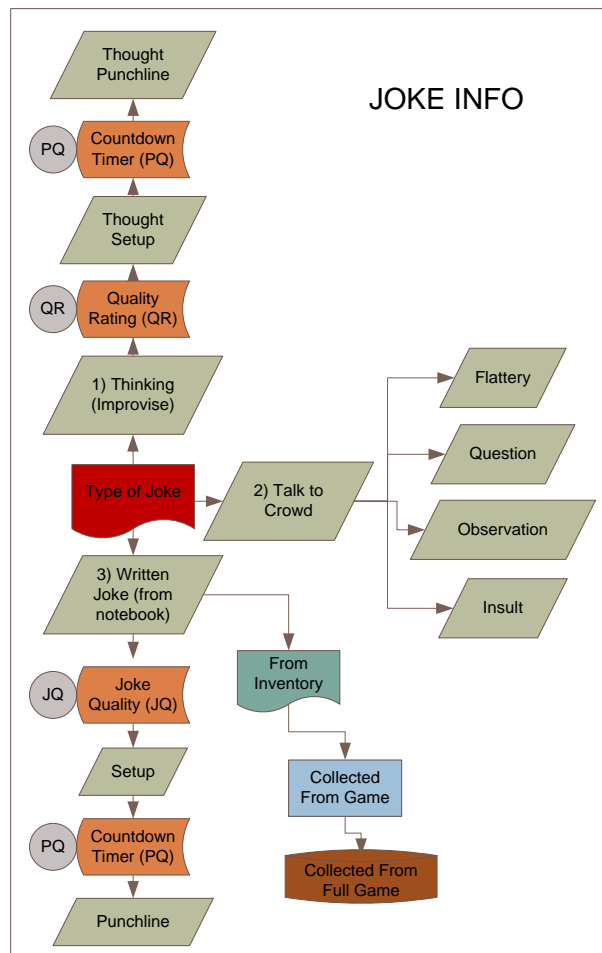 JOKE INFO
Thought
Punchline
PQ
Countdown
Timer (PQ)
Thought
Setup
QR
Quality
Rating (QR)
1) Thinking
(Improvise)
Type of Joke
2) Talk to
Crowd
Flattery
Question
Observation
Insult
3) Written
Joke (from
notebook)
From
Inventory
JQ
Joke
Quality (JQ)
Setup
Collected
From Game
PQ
Countdown
Timer (PQ)
Collected From
Full Game
Punchline